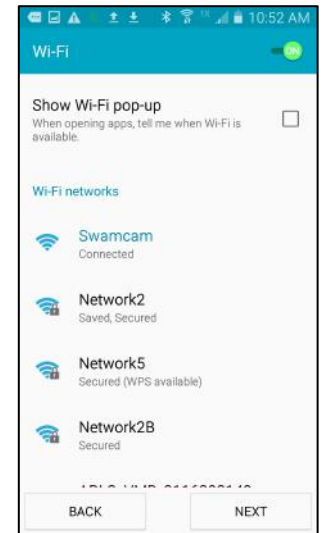 10:52 AM
Wi-Fi
ON
Show Wi-Fi pop-up
When opening apps, tell me when Wi-Fi is
available.
Wi-Fi networks
Swamcam
Connected
Network2
Saved, Secured
Network5
Secured (WPS available)
Network2B
Secured
BACK
NEXT